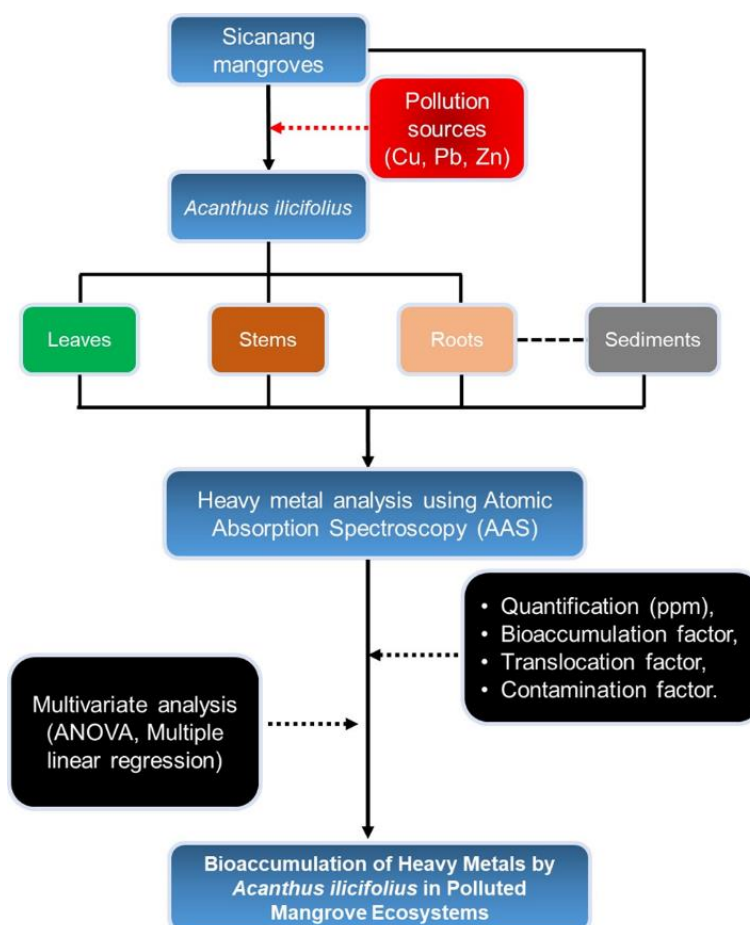 Sicanang
mangroves
Pollution
sources
(Cu, Pb, Zn)
Acanthus ilicifolius
Leaves
Stems
Roots
Sediments
Heavy metal analysis using Atomic
Absorption Spectroscopy (AAS)
• Quantification (ppm),
• Bioaccumulation factor,
• Translocation factor,
• Contamination factor.
Multivariate analysis
(ANOVA, Multiple
linear regression)
Bioaccumulation of Heavy Metals by
Acanthus ilicifolius in Polluted
Mangrove Ecosystems